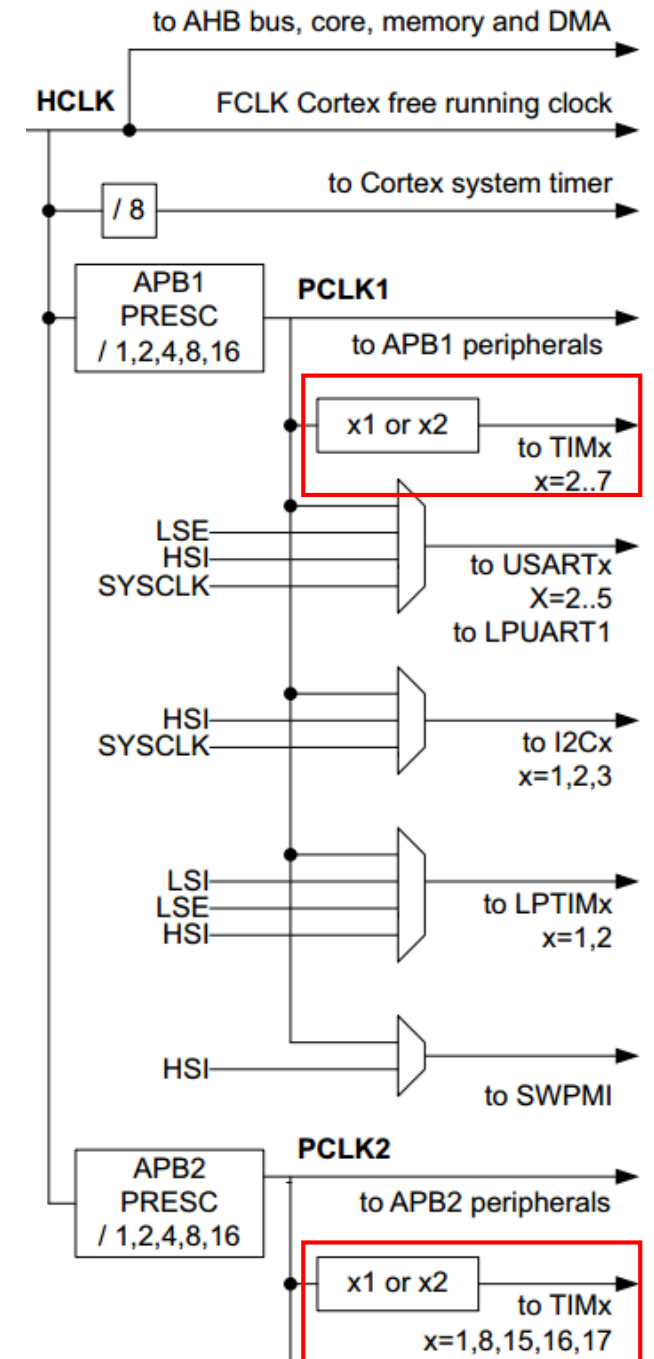 to AHB bus, core, memory and DMA
HCLK
FCLK Cortex free running clock
to Cortex system timer
/ 8
APB1
PRESC
/ 1,2,4,8,16
PCLK1
to APB1 peripherals
x1 or x2
to TIMx
x=2..7
LSE
HSI
SYSCLK
to USARTx
X=2..5
to LPUART1
HSI
SYSCLK
to I2Cx
x=1,2,3
LSI
LSE
HSI
to LPTIMx
x=1,2
HSI
to SWPMI
APB2
PRESC
/ 1,2,4,8,16
PCLK2
to APB2 peripherals
x1 or x2
to TIMx
x=1,8,15,16,17